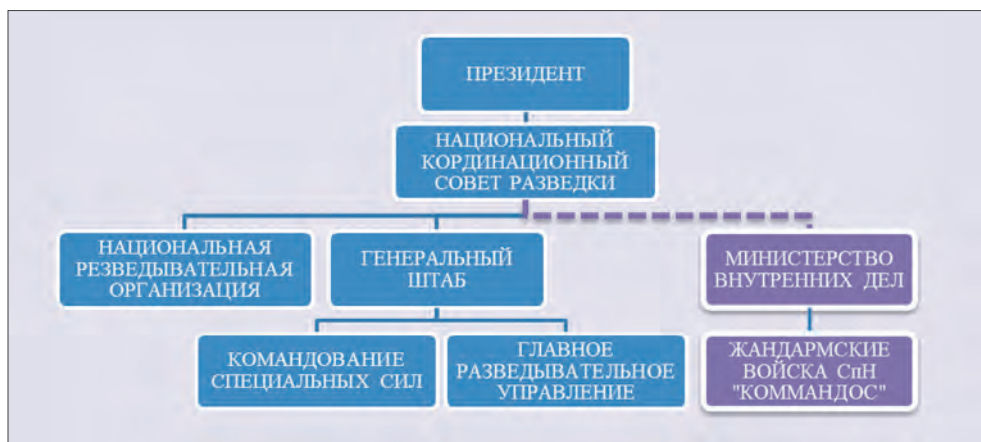 ПРЕЗИДЕНТ
НАЦИОНАЛЬНЫЙ
КОРДИНАЦИОННЫЙ
СОВЕТ РАЗВЕДКИ
НАЦИОНАЛЬНАЯ
РЕЗВЕДЫВАТЕЛЬНАЯ
ОРГАНИЗАЦИЯ
ГЕНЕРАЛЬНЫЙ
ШТАБ
МИНИСТЕРСТВО
ВНУТРЕННИХ ДЕЛ
КОМАНДОВАНИЕ
СПЕЦИАЛЬНЫХ СИЛ
ГЛАВНОЕ
РАЗВЕДЫВАТЕЛЬНОЕ
УПРАВЛЕНИЕ
ЖАНДАРМСКИЕ
ВОЙСКА СпН
"КОММАНДОС"